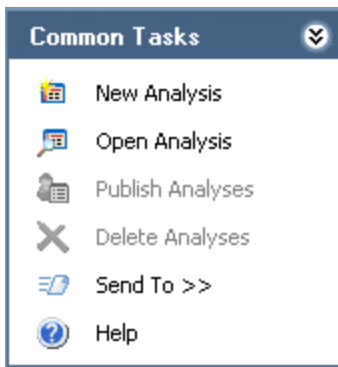 Common Tasks
New Analysis
Open Analysis
Publish Analyses
Delete Analyses
Send To >>
Help